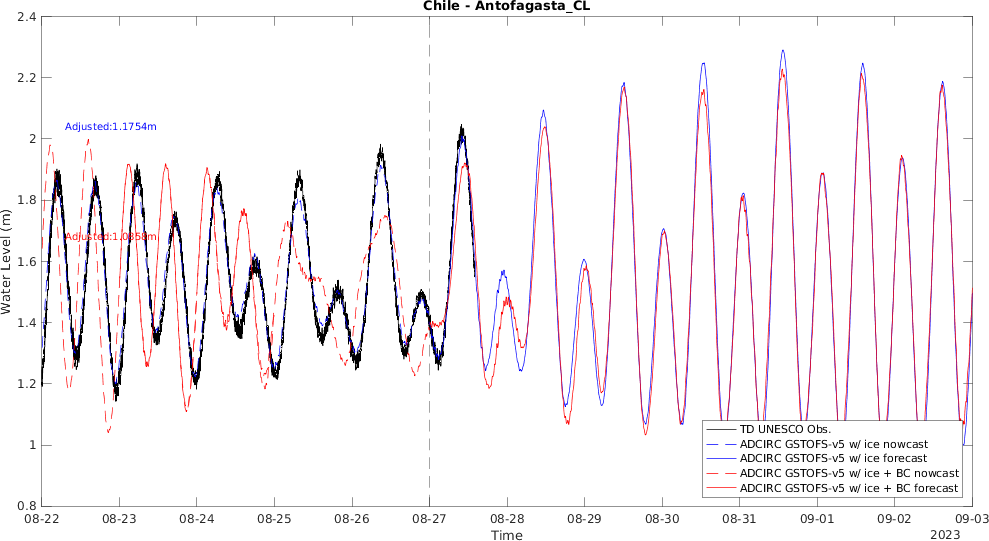 Chile - Antofagasta_CL
2.4
2.2
2
1.8
1.6
1.4
1.2
1
0.8
Water Level (m)
Adjusted:1.1754m
Adjusted:1.0358m
TD UNESCO Obs.
ADCIRC GSTOFS-v5 w/ ice nowcast
ADCIRC GSTOFS-v5 w/ ice forecast
ADCIRC GSTOFS-v5 w/ ice + BC nowcast
ADCIRC GSTOFS-v5 w/ ice + BC forecast
08-22 08-23 08-24 08-25 08-26 08-27 08-28 08-29 08-30 08-31 09-01 09-02 09-03
Time
2023